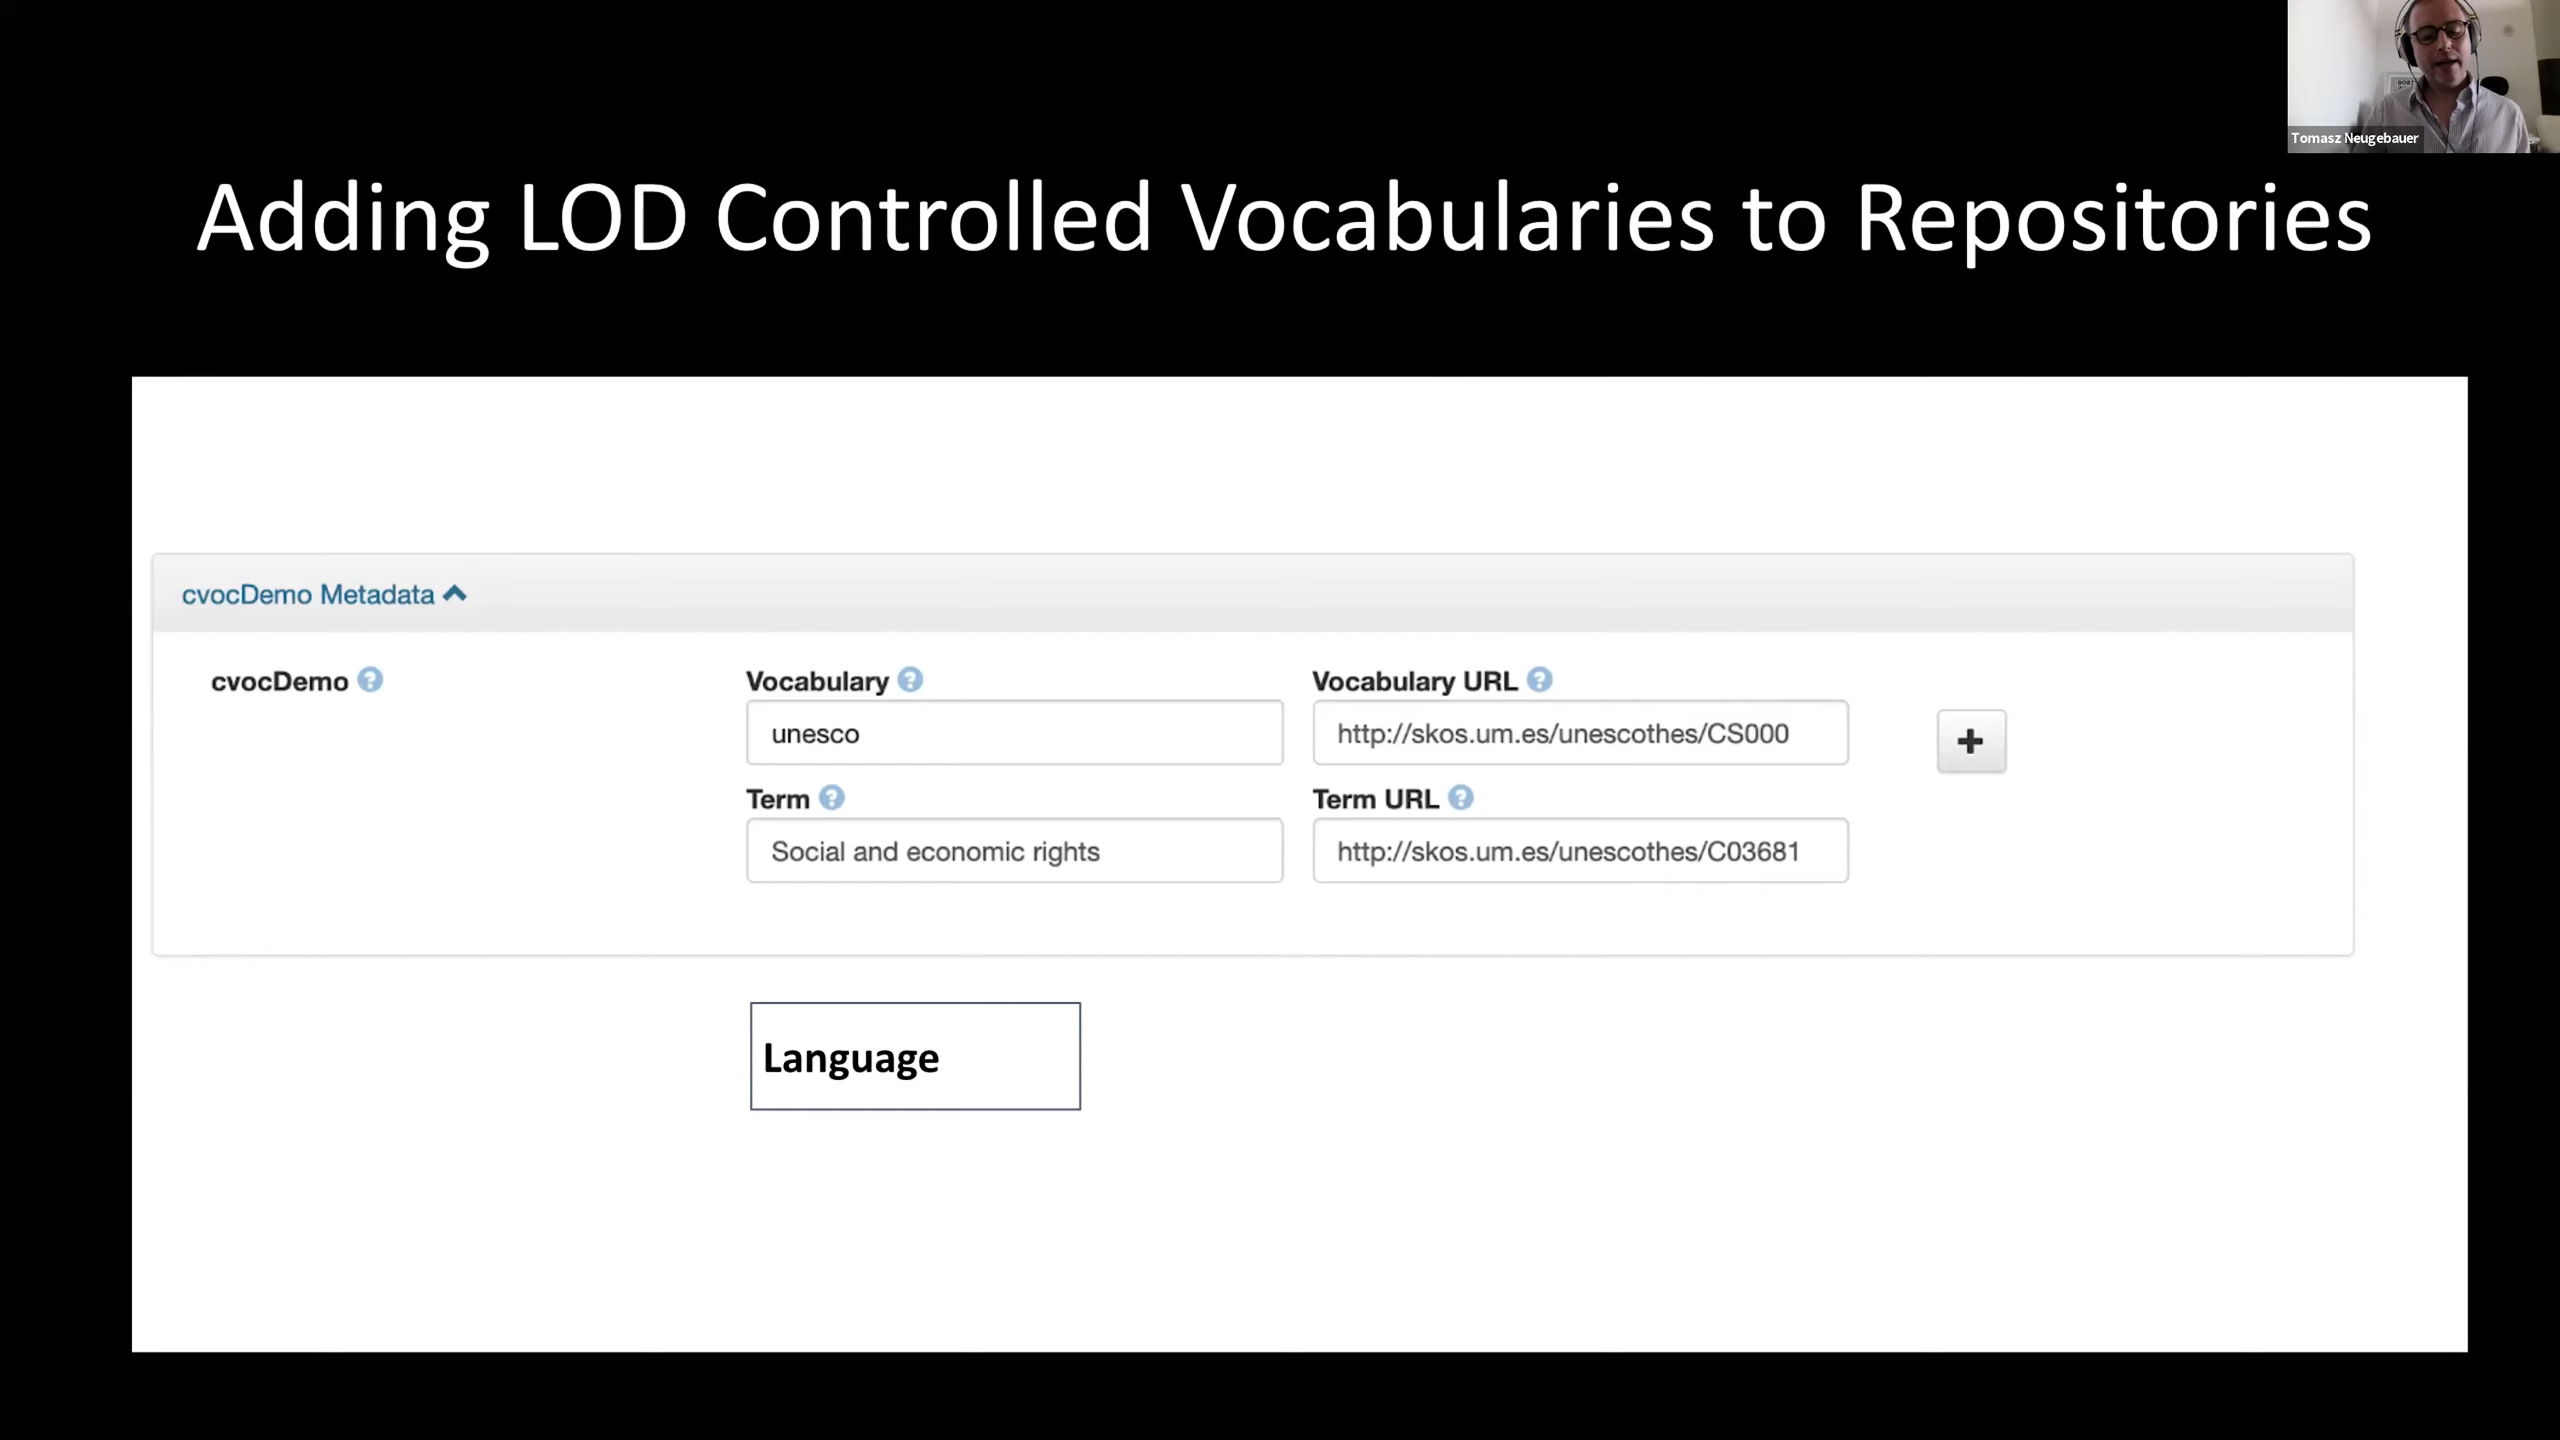 Tomasz Neugebauer
Adding LOD Controlled Vocabularies to Repositories
cvocDemo Metadata
cvocDemo
Vocabulary
Vocabulary URL
unesco
http://skos.um.es/unescothes/CS000
Term
Term URL
Social and economic rights
http://skos.um.es/unescothes/C03681
Language